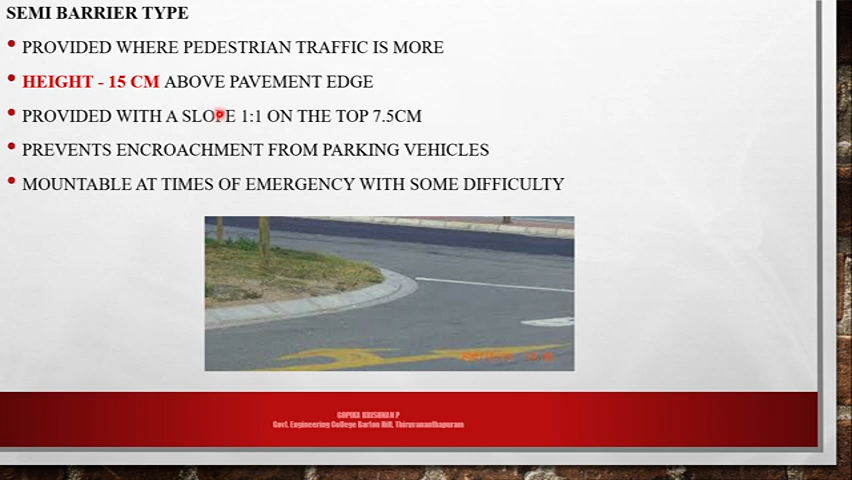 SEMI BARRIER TYPE
PROVIDED WHERE PEDESTRIAN TRAFFIC IS MORE
HEIGHT - 15 CM ABOVE PAVEMENT EDGE
PROVIDED WITH A SLOPE 1:1 ON THE TOP 7.5CM
PREVENTS ENCROACHMENT FROM PARKING VEHICLES
MOUNTABLE AT TIMES OF EMERGENCY WITH SOME DIFFICULTY
GOPIKA KRISHNAN P
Govt. Engineering College Barton Hill, Thiruvananthapuram